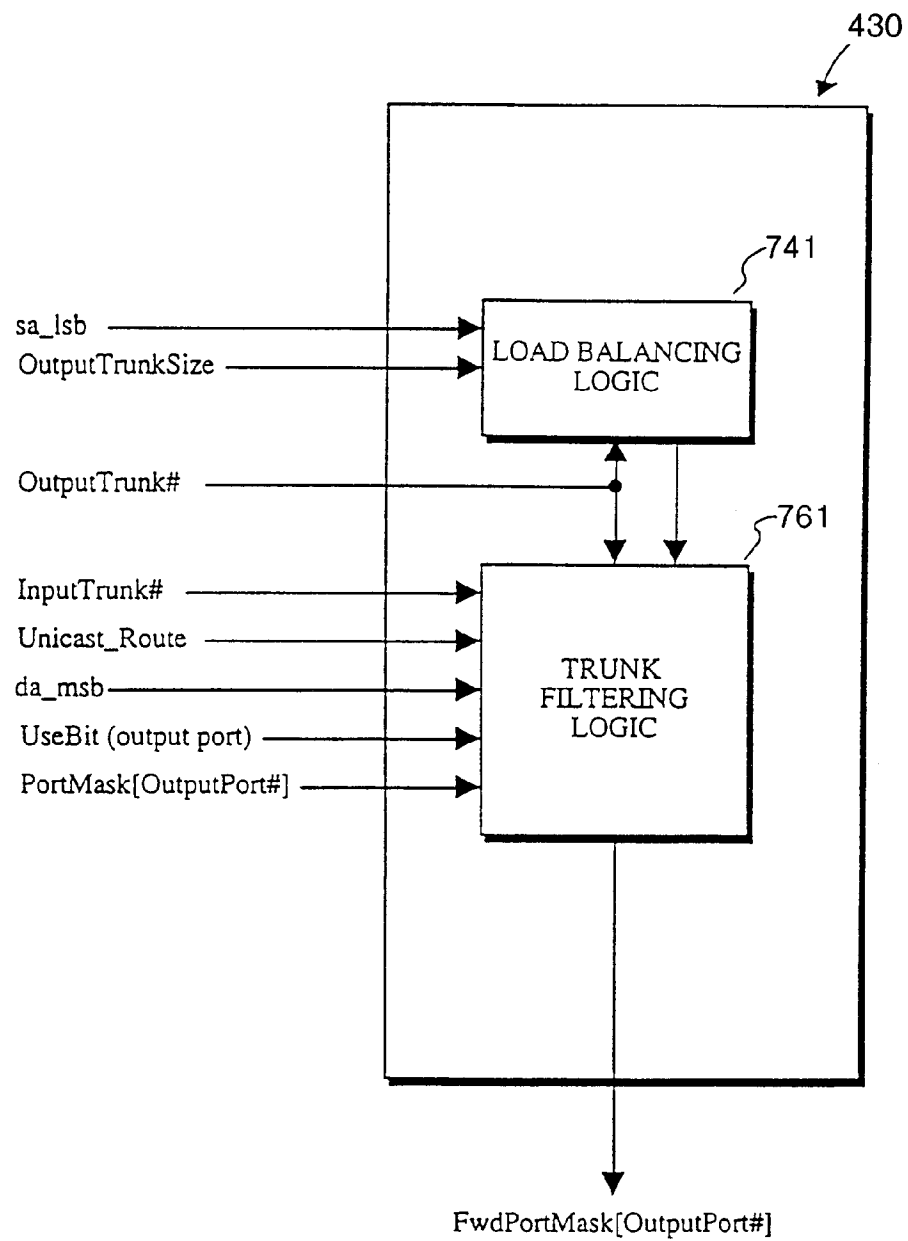 430
741
sa_lsb
LOAD BALANCING
LOGIC
OutputTrunkSize
OutputTrunk#
761
InputTrunk#
Unicast_Route
da_msb
UseBit (output port)
PortMask[OutputPort#]
TRUNK
FILTERING
LOGIC
FwdPortMask[OutputPort#]